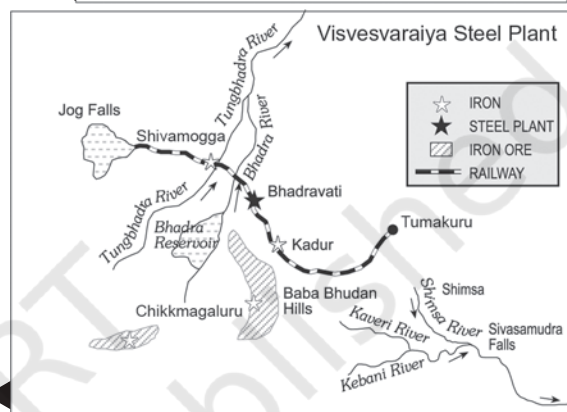 Visvesvaraiya Steel Plant
Tungbhadra River
Jog Falls
Shivamogga
Bhadra River
IRON
STEEL PLANT
IRON ORE
RAILWAY
Bhadravati
Tungbhadra River
Bhadra
Reservoir
Kadur
Tumakuru
Chikkmagaluru
Baba Bhudan
Hills
Shimsa
Shimsa River
Kaveri River
Sivasamudra
Falls
Kebani River